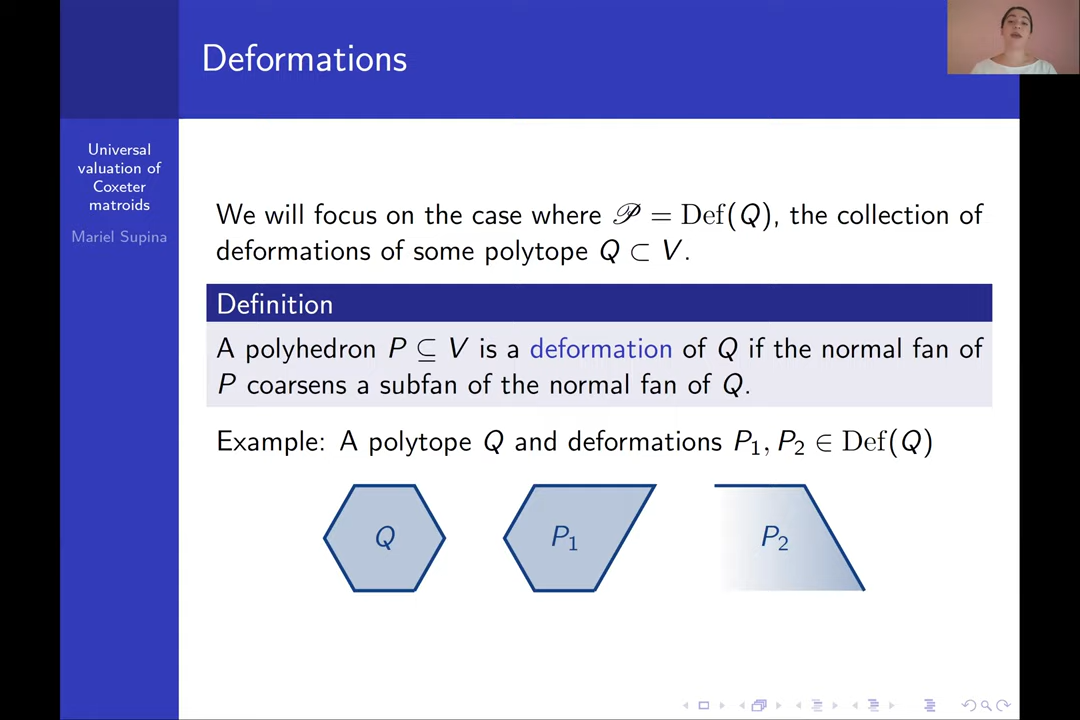 Deformations
Universal
valuation of
Coxeter
matroids
Mariel Supina
We will focus on the case where 𝒫 = Def(Q), the collection of
deformations of some polytope Q ⊂ V.
Definition
A polyhedron P ⊆ V is a deformation of Q if the normal fan of
P coarsens a subfan of the normal fan of Q.
Example: A polytope Q and deformations P₁, P₂ ∈ Def(Q)
Q
P₁
P₂